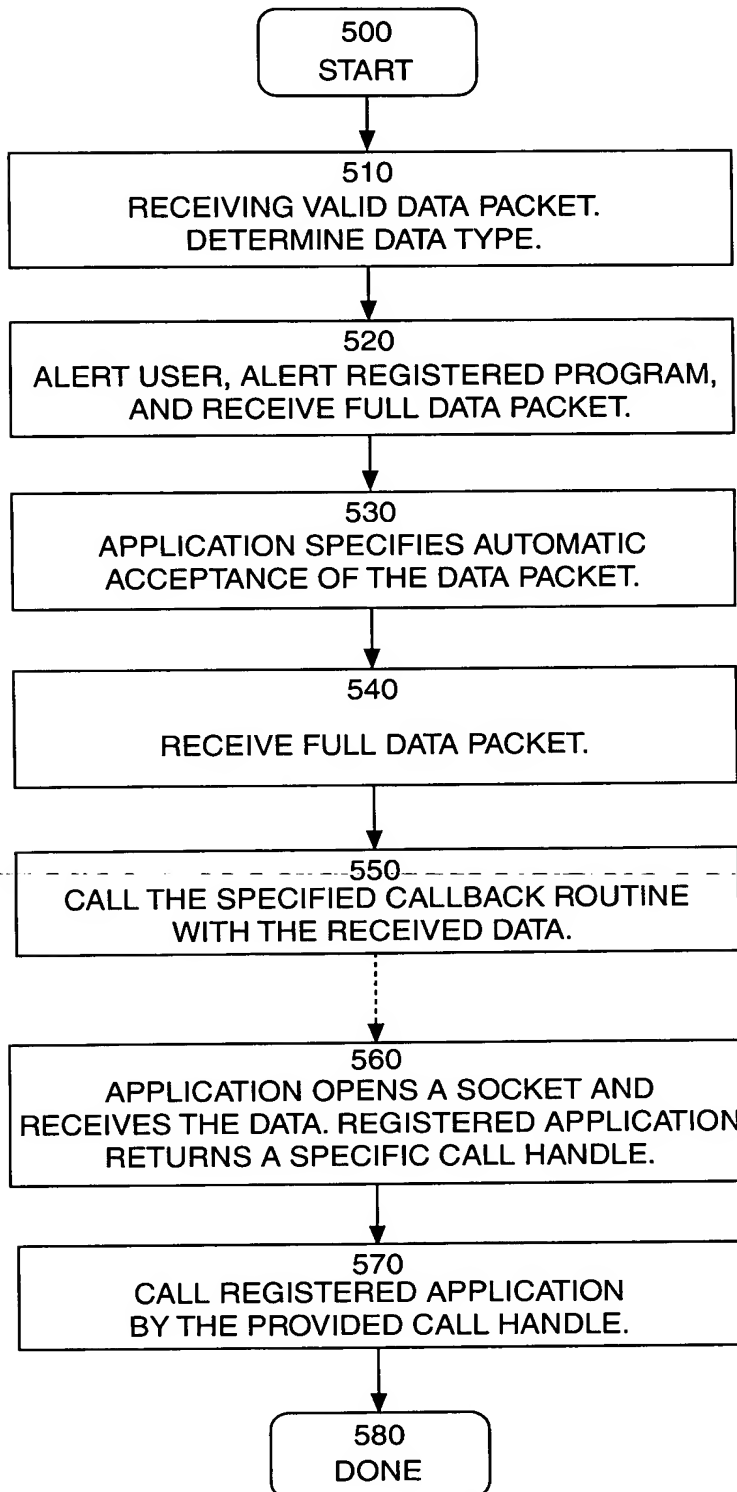 500
START
510
RECEIVING VALID DATA PACKET.
DETERMINE DATA TYPE.
520
ALERT USER, ALERT REGISTERED PROGRAM,
AND RECEIVE FULL DATA PACKET.
530
APPLICATION SPECIFIES AUTOMATIC
ACCEPTANCE OF THE DATA PACKET.
540
RECEIVE FULL DATA PACKET.
550
CALL THE SPECIFIED CALLBACK ROUTINE
WITH THE RECEIVED DATA.
560
APPLICATION OPENS A SOCKET AND
RECEIVES THE DATA. REGISTERED APPLICATION
RETURNS A SPECIFIC CALL HANDLE.
570
CALL REGISTERED APPLICATION
BY THE PROVIDED CALL HANDLE.
580
DONE